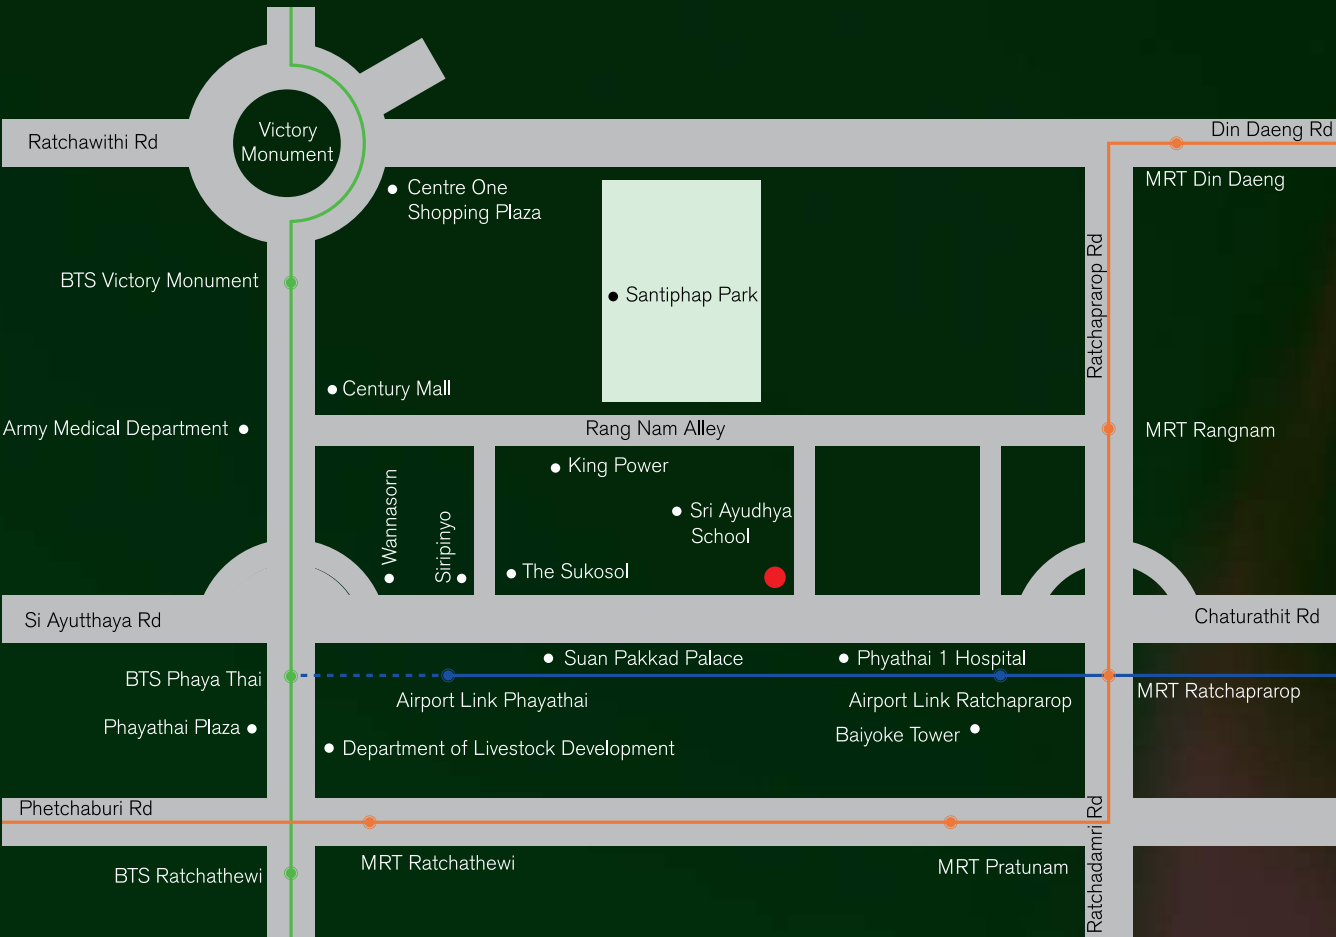 Din Daeng Rd
Victory
Monument
Ratchawithi Rd
MRT Din Daeng
Centre One
Shopping Plaza
Ratchaprarop Rd
BTS Victory Monument
Santiphap Park
Century Mall
Army Medical Department
Rang Nam Alley
MRT Rangnam
King Power
Wannasorn
Siripinyo
Sri Ayudhya
School
The Sukosol
Si Ayutthaya Rd
Chaturathit Rd
Suan Pakkad Palace
Phyathai 1 Hospital
BTS Phaya Thai
Airport Link Phayathai
Airport Link Ratchaprarop
MRT Ratchaprarop
Phayathai Plaza
Baiyoke Tower
Department of Livestock Development
Phetchaburi Rd
Ratchadamri Rd
MRT Ratchathewi
MRT Pratunam
BTS Ratchathewi